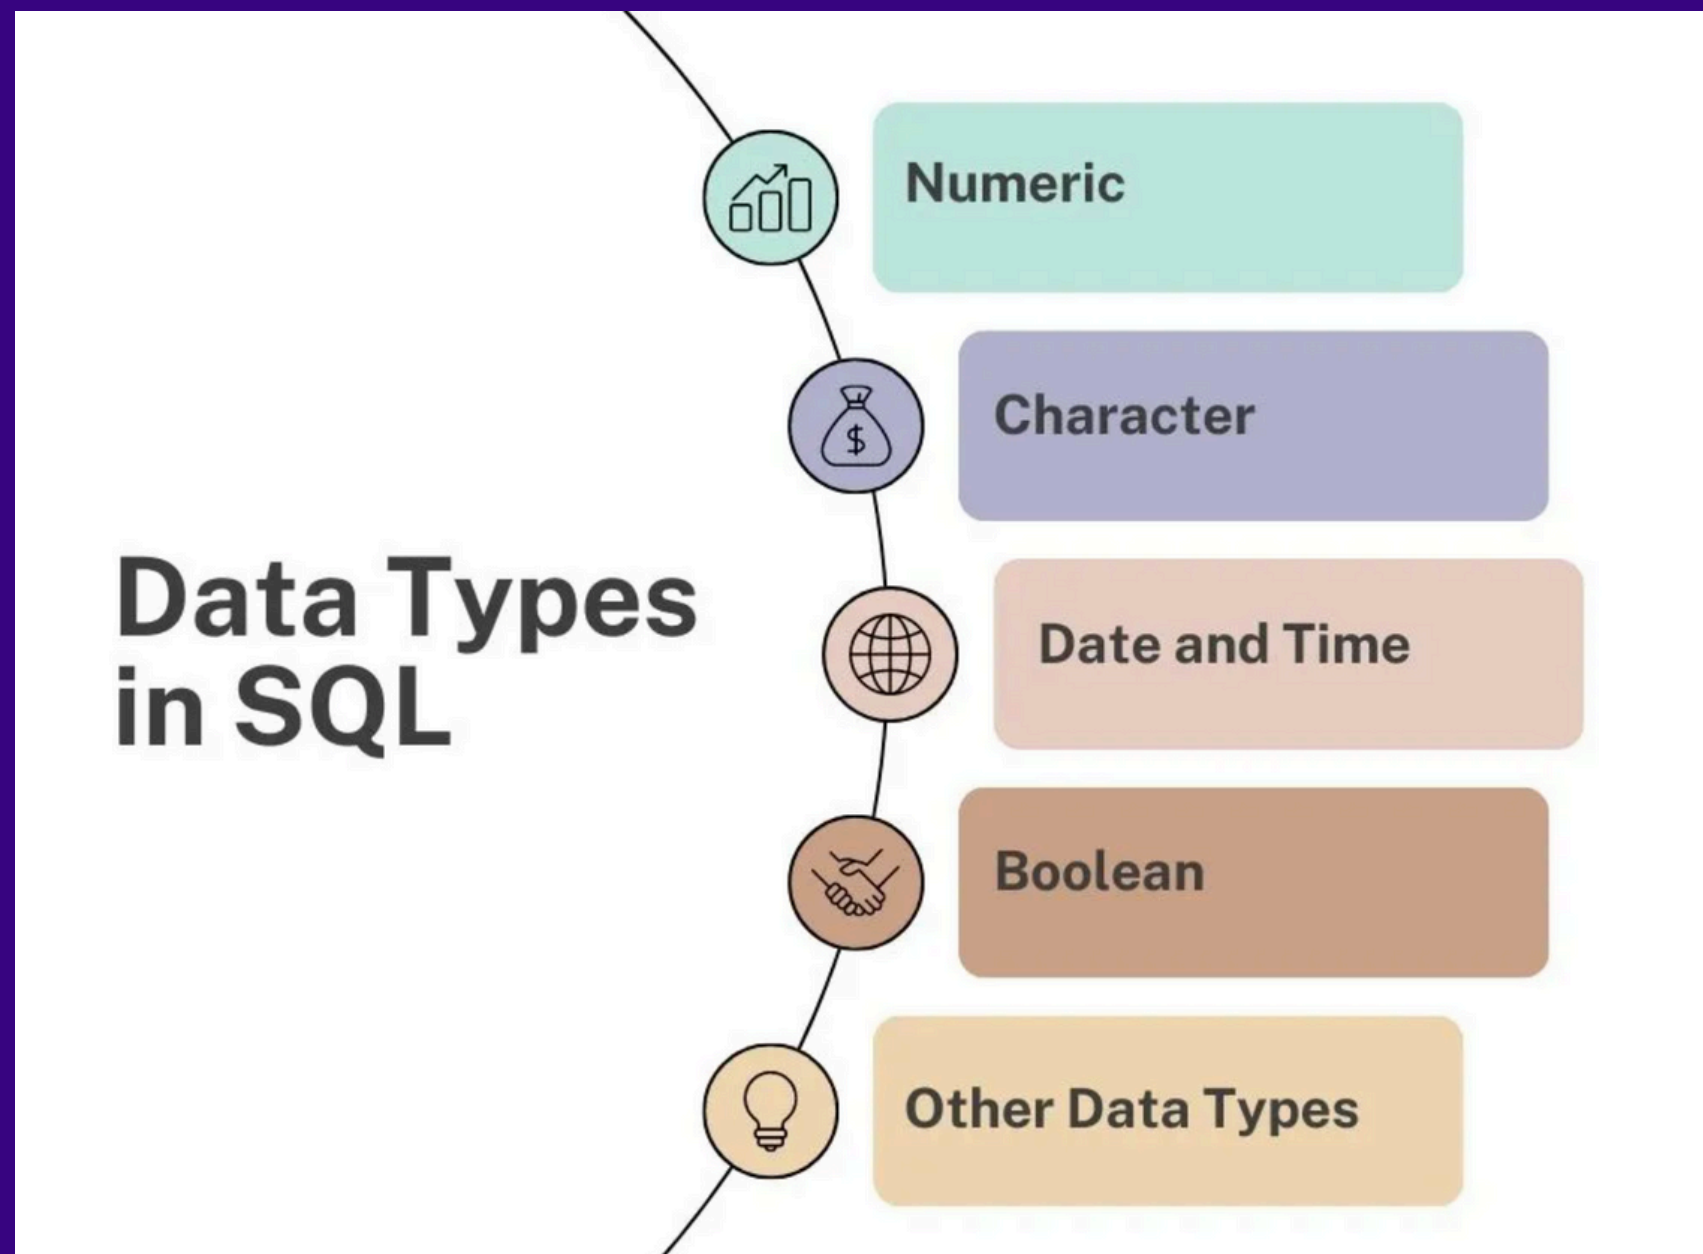 Data Types
in SQL
Numeric
Character
$
Date and Time
Boolean
Other Data Types